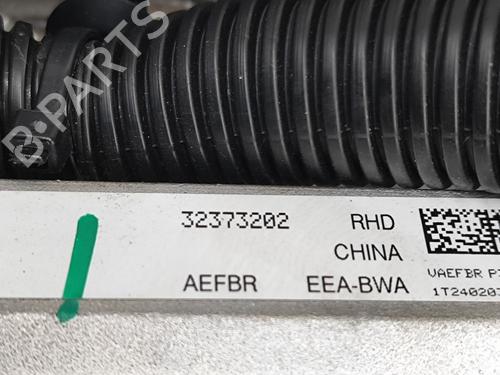 B-PARTS
32373202 RHD
CHINA
AEFBR EEA-BWA
VAEFBR